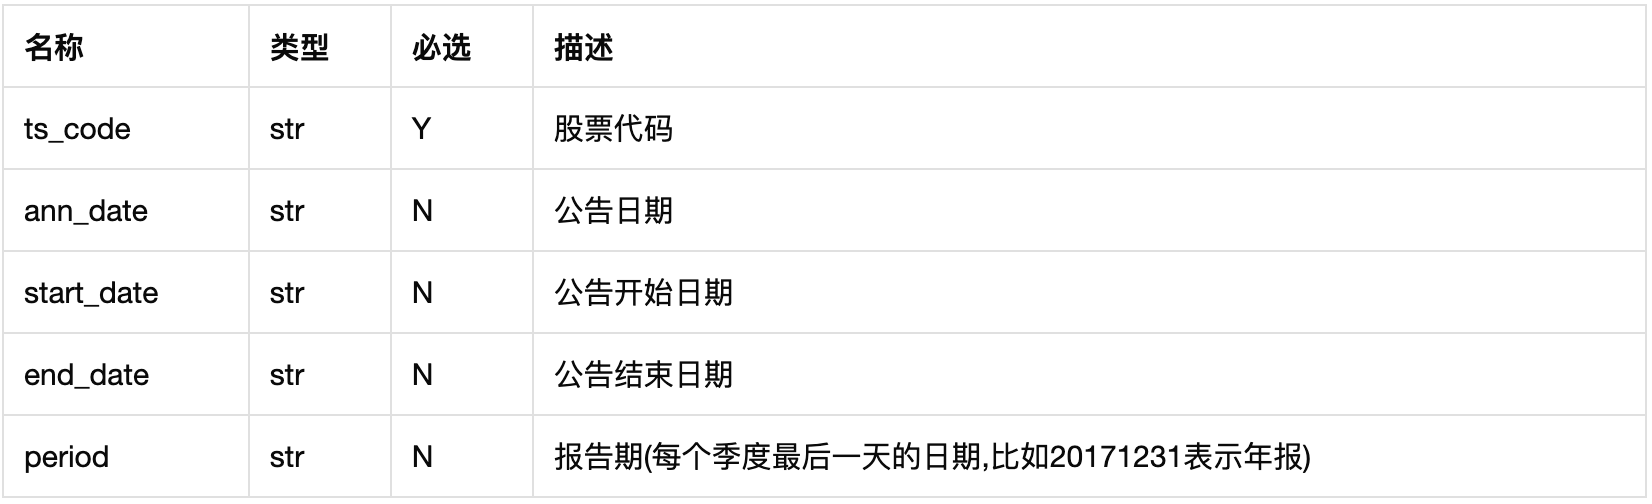 名称 类型 必选 描述
ts_code str Y 股票代码
ann_date str N 公告日期
start_date str N 公告开始日期
end_date str N 公告结束日期
period str N 报告期(每个季度最后一天的日期,比如20171231表示年报)